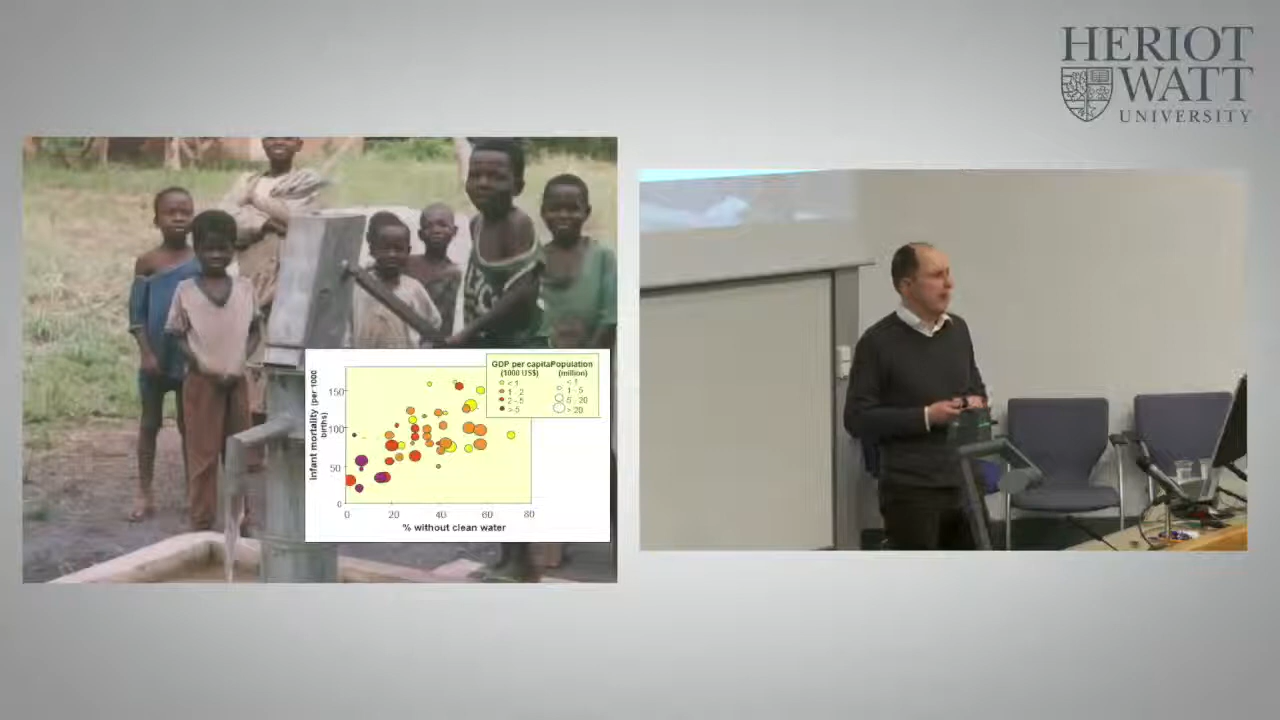 HERIOT
WATT
UNIVERSITY
GDP per capita Population
(1000 US$) (million)
< 1 < 1
1 - 2 1 - 5
2 - 5 5 - 20
> 5 > 20
Infant mortality (per 1000
births)
150
100
50
0
0 20 40 60 80
% without clean water